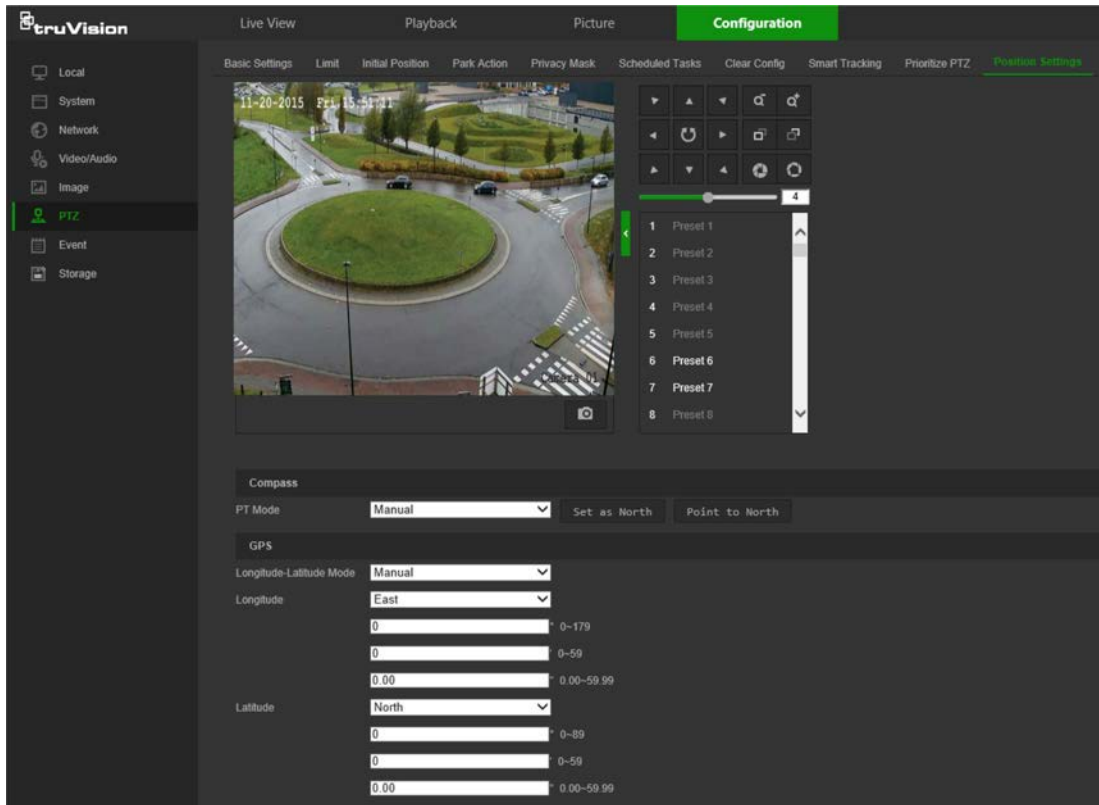 truVision
Live View Playback Picture Configuration
Local
System
Network
Video/Audio
Image
PTZ
Event
Storage
Basic Settings Limit Initial Position Park Action Privacy Mask Scheduled Tasks Clear Config Smart Tracking Prioritize PTZ Position Settings
11-20-2015 Fri 15:51:11
Camera 01
4
1 Preset 1
2 Preset 2
3 Preset 3
4 Preset 4
5 Preset 5
6 Preset 6
7 Preset 7
8 Preset 8
Compass
PT Mode Manual Set as North Point to North
GPS
Longitude-Latitude Mode Manual
Longitude East
0 ° 0~179
0 ' 0~59
0.00 " 0.00~59.99
Latitude North
0 ° 0~89
0 ' 0~59
0.00 " 0.00~59.99